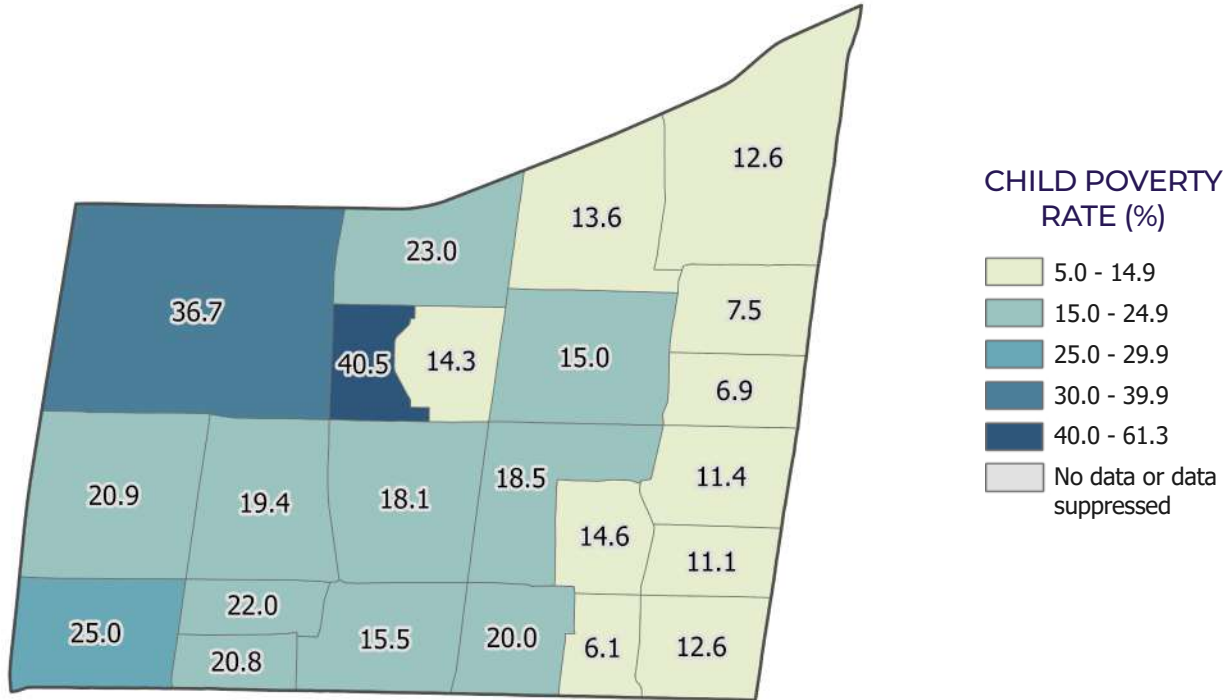 12.6
13.6
23.0
36.7
7.5
40.5
14.3
15.0
6.9
20.9
19.4
18.1
18.5
11.4
14.6
11.1
25.0
22.0
20.8
15.5
20.0
6.1
12.6
CHILD POVERTY
RATE (%)
5.0 - 14.9
15.0 - 24.9
25.0 - 29.9
30.0 - 39.9
40.0 - 61.3
No data or data
suppressed